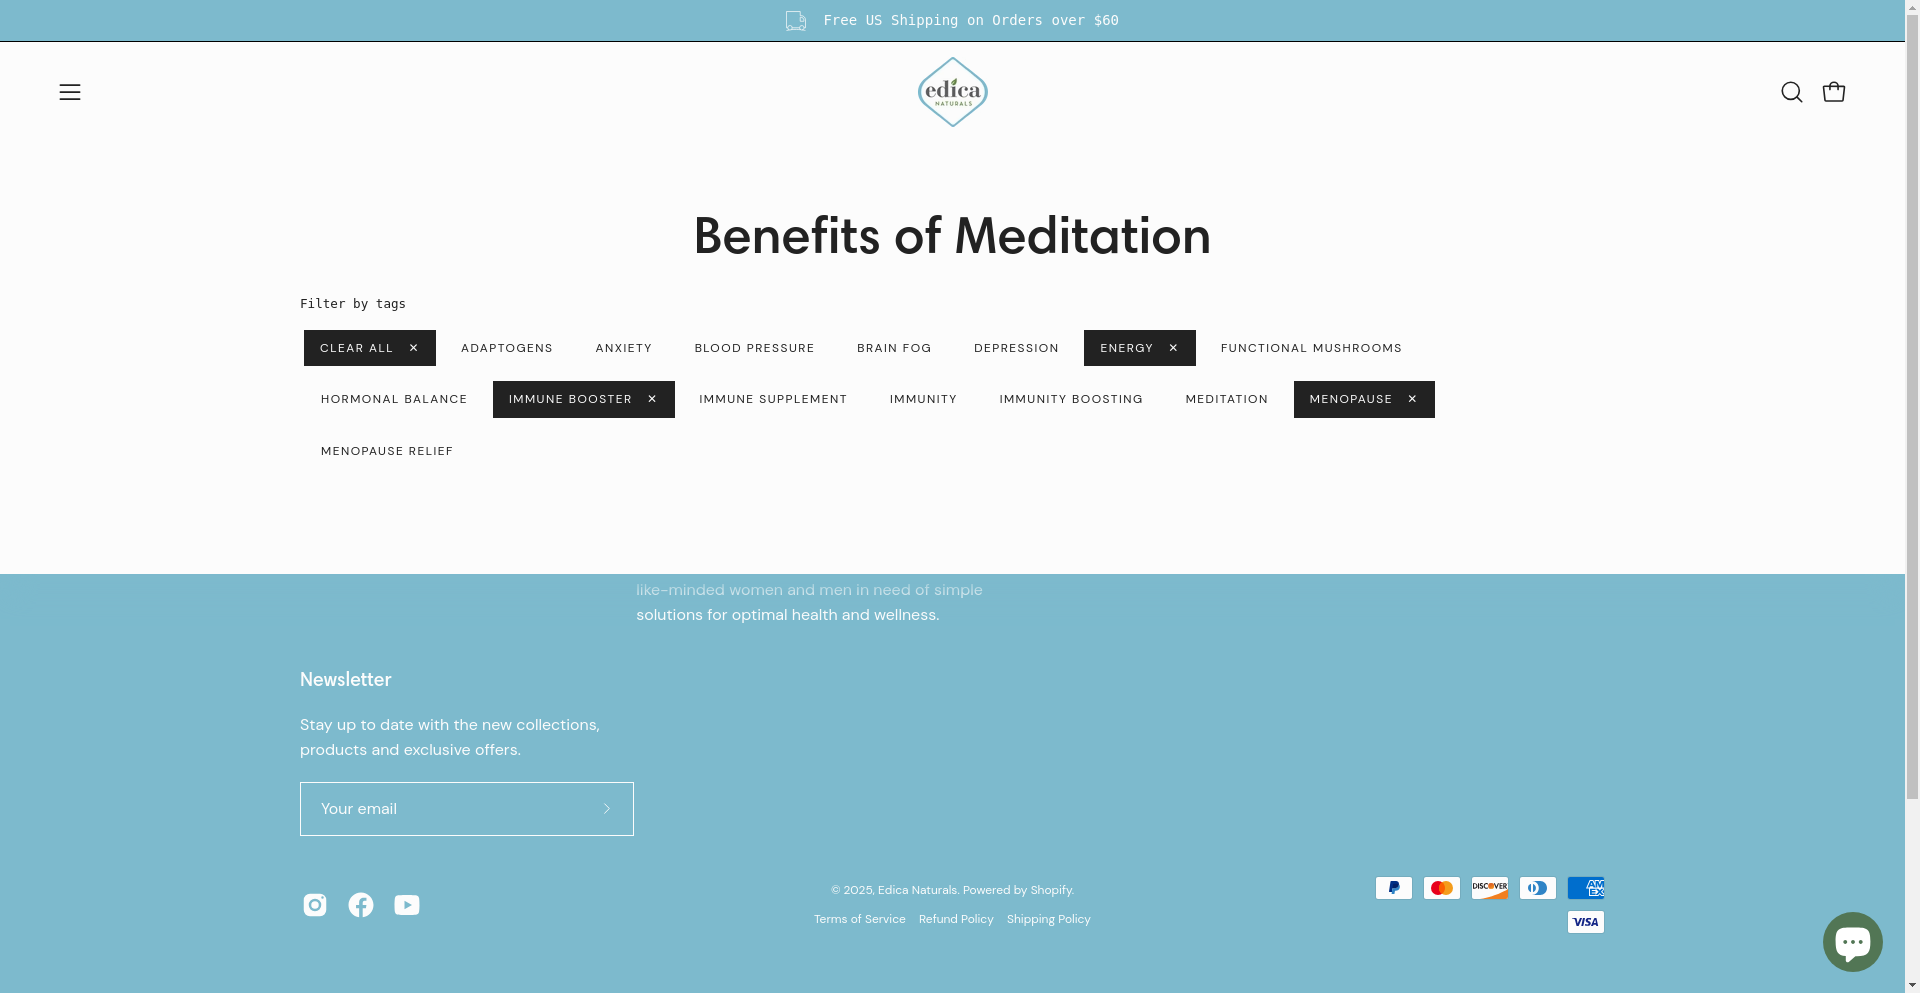 Free US Shipping on Orders over $60
edica
NATURALS
Benefits of Meditation
Filter by tags
CLEAR ALL ✕ ADAPTOGENS ANXIETY BLOOD PRESSURE BRAIN FOG DEPRESSION ENERGY ✕ FUNCTIONAL MUSHROOMS
HORMONAL BALANCE IMMUNE BOOSTER ✕ IMMUNE SUPPLEMENT IMMUNITY IMMUNITY BOOSTING MEDITATION MENOPAUSE ✕
MENOPAUSE RELIEF
like-minded women and men in need of simple
solutions for optimal health and wellness.
Newsletter
Stay up to date with the new collections,
products and exclusive offers.
Your email
© 2025, Edica Naturals. Powered by Shopify.
Terms of Service Refund Policy Shipping Policy
DISCOVER
AM
EX
VISA